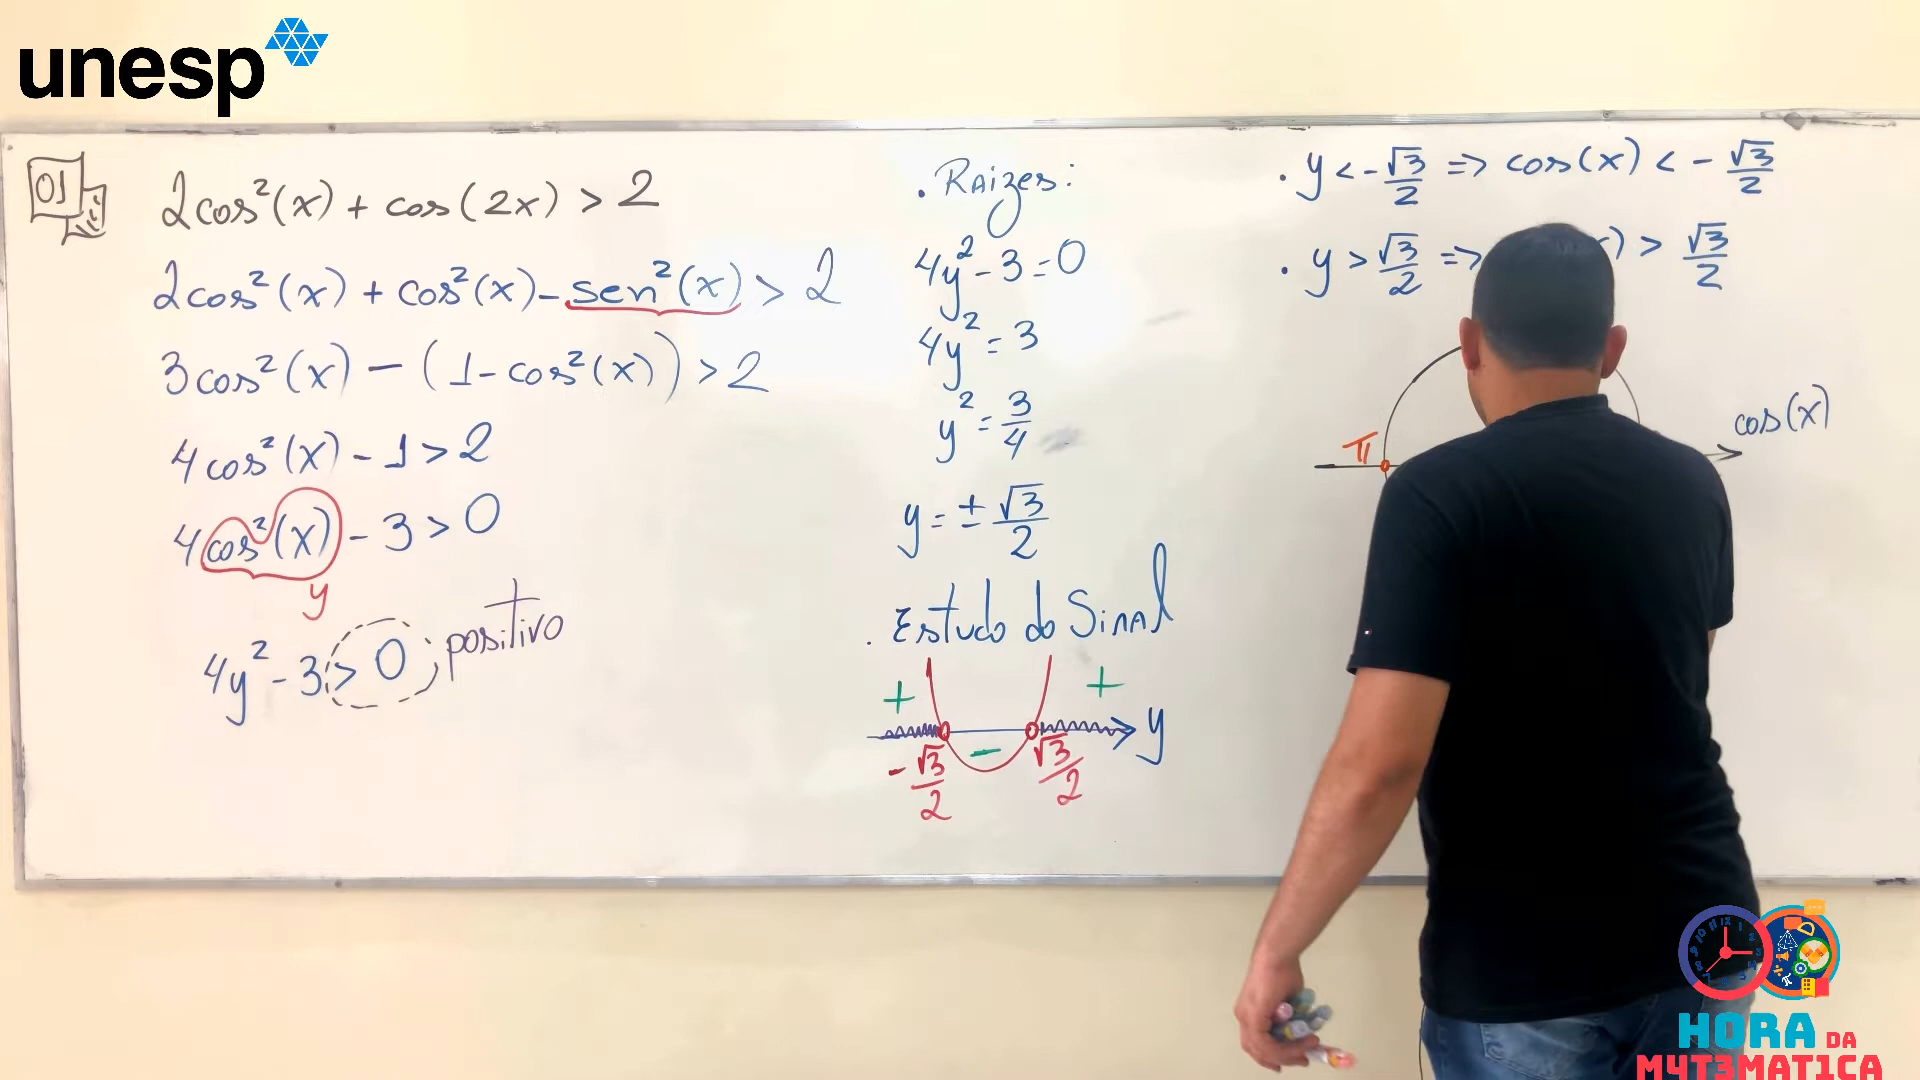 unesp
01
2cos²(x) + cos(2x) > 2
2cos²(x) + cos²(x) - sen²(x) > 2
3cos²(x) - (1 - cos²(x)) > 2
4cos²(x) - 1 > 2
4cos²(x) - 3 > 0
y
4y² - 3 > 0 positivo
. Raizes:
4y² - 3 = 0
4y² = 3
y² = 3/4
y = ± √3/2
. Estudo do Sinal
+ +
- y
-√3/2 √3/2
. y < -√3/2 => cos(x) < -√3/2
. y > √3/2 => ) > √3/2
cos(x)
π
HORA DA
M4T3MAT1CA